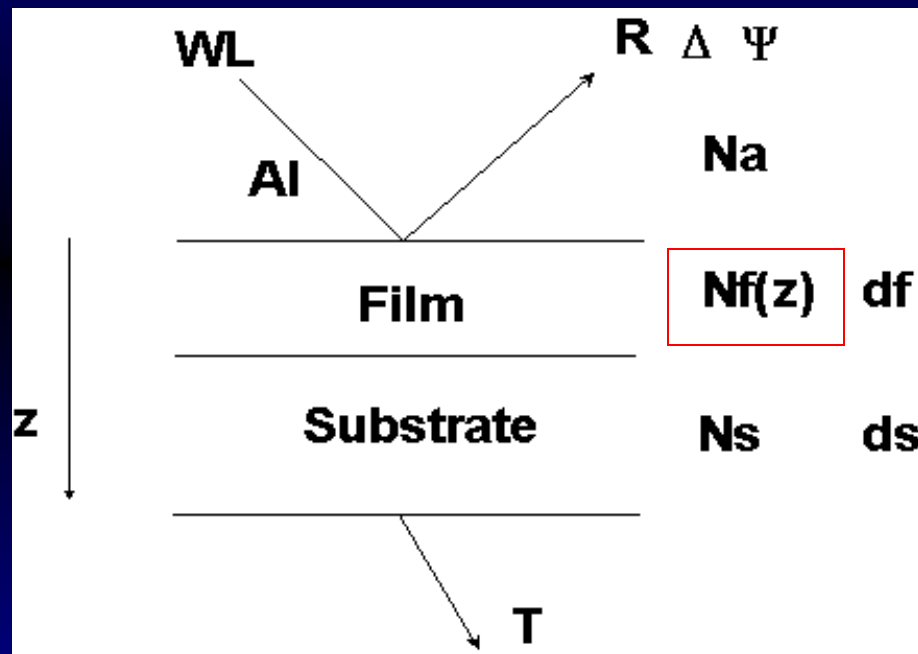 WL
R Δ Ψ
AI
Na
Film
Nf(z) df
z
Substrate
Ns ds
T